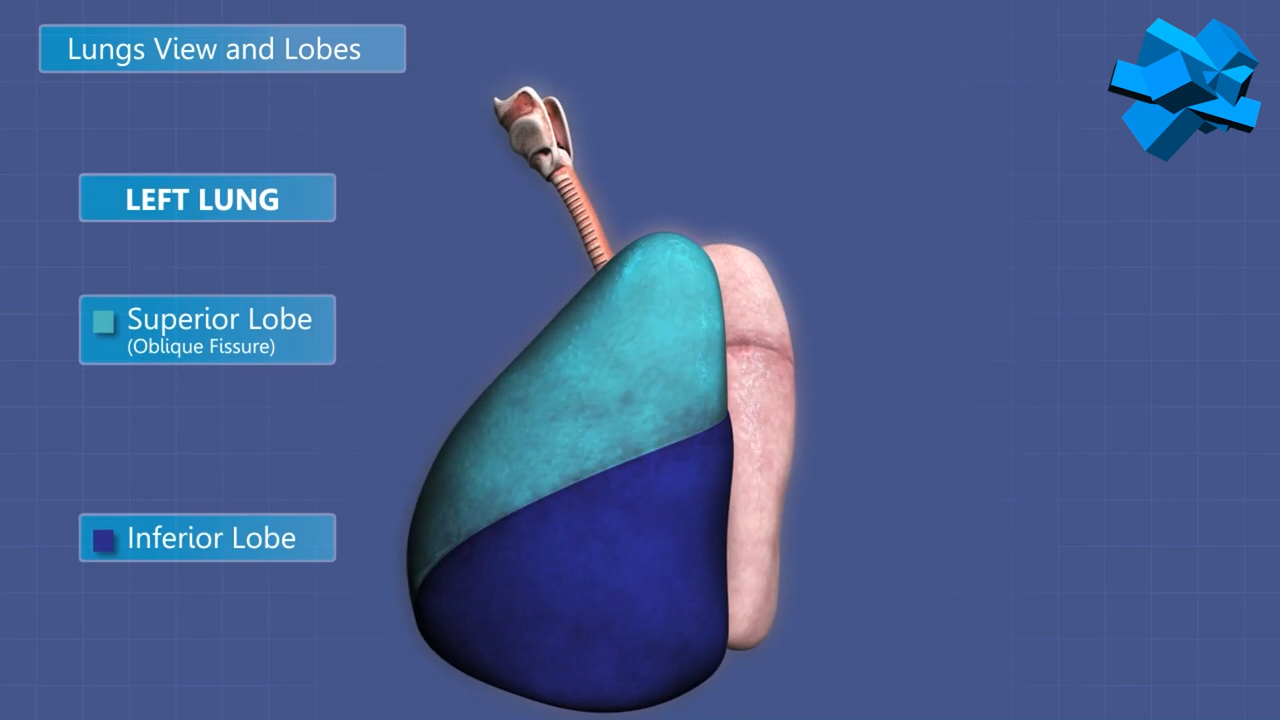 Lungs View and Lobes
LEFT LUNG
Superior Lobe
(Oblique Fissure)
Inferior Lobe